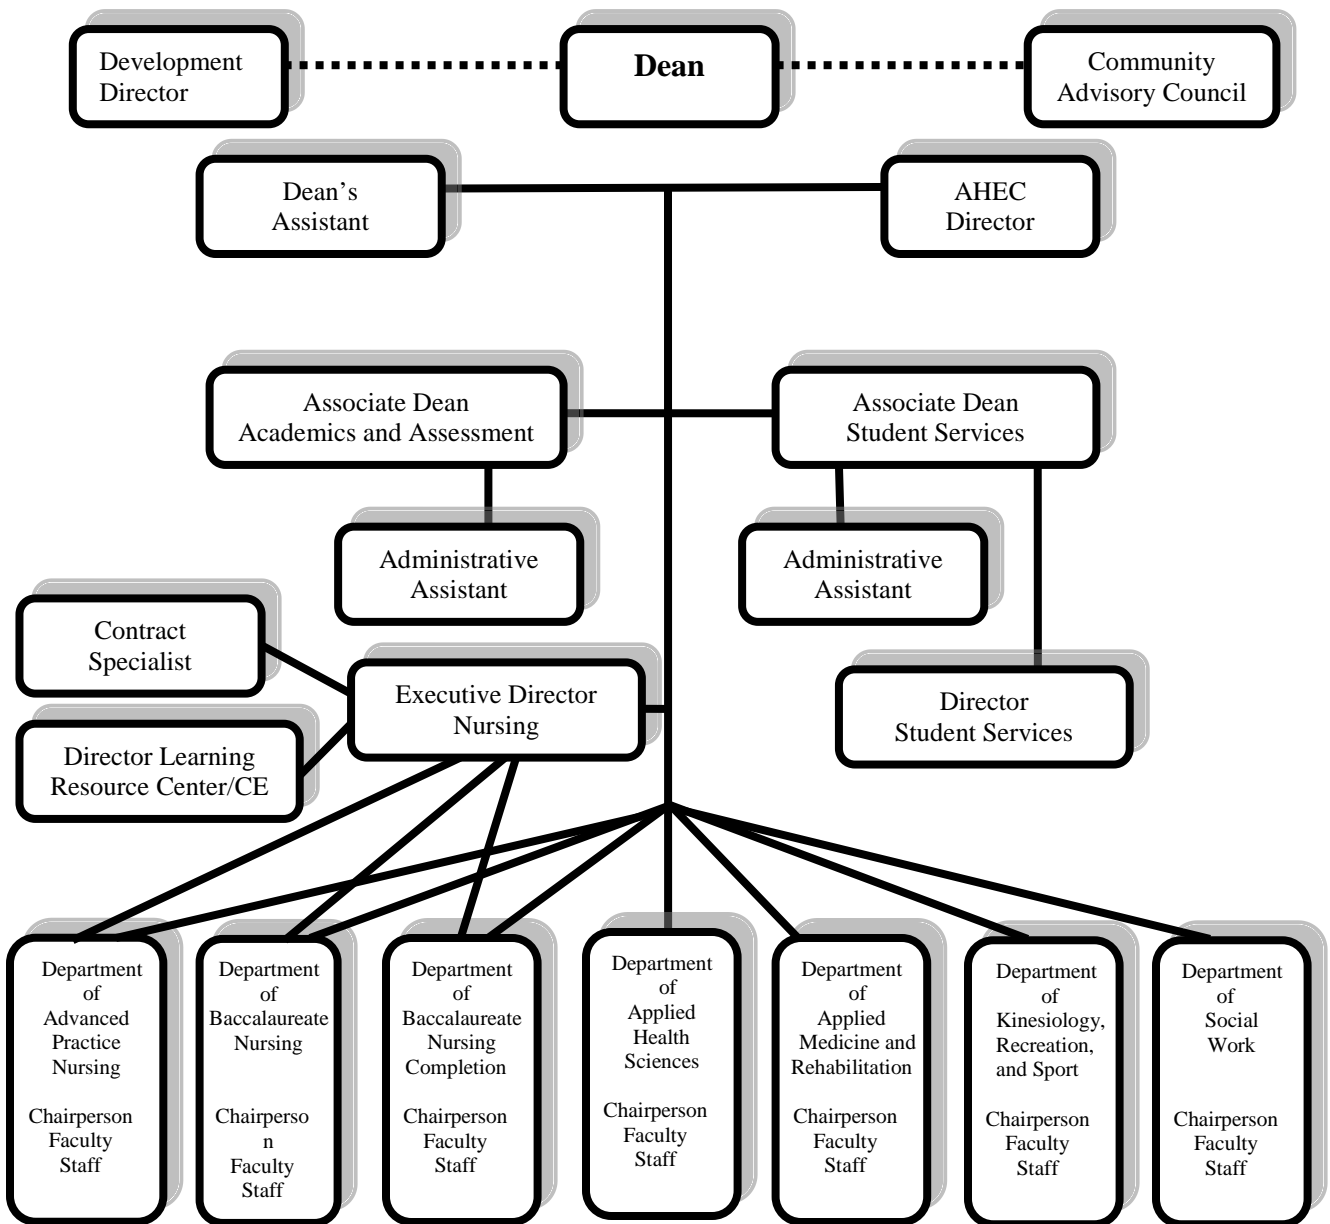 Development
Director
Dean
Community
Advisory Council
Dean’s
Assistant
AHEC
Director
Associate Dean
Academics and Assessment
Associate Dean
Student Services
Administrative
Assistant
Administrative
Assistant
Contract
Specialist
Executive Director
Nursing
Director
Student Services
Director Learning
Resource Center/CE
Department
of
Advanced
Practice
Nursing
Chairperson
Faculty
Staff
Department
of
Baccalaureate
Nursing
Chairperso
n
Faculty
Staff
Department
of
Baccalaureate
Nursing
Completion
Chairperson
Faculty
Staff
Department
of
Applied
Health
Sciences
Chairperson
Faculty
Staff
Department
of
Applied
Medicine and
Rehabilitation
Chairperson
Faculty
Staff
Department
of
Kinesiology,
Recreation,
and Sport
Chairperson
Faculty
Staff
Department
of
Social
Work
Chairperson
Faculty
Staff